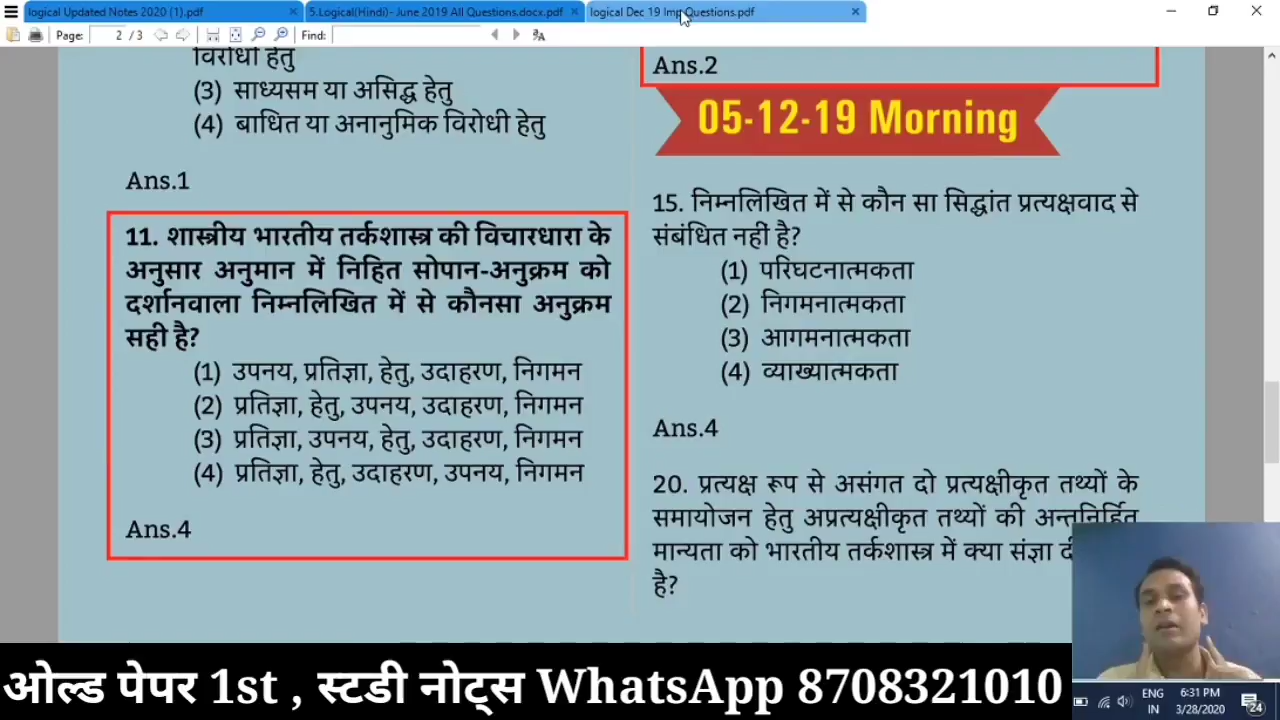 logical Updated Notes 2020 (1).pdf
5.Logical(Hindi)- June 2019 All Questions.docx.pdf
logical Dec 19 Imp Questions.pdf
Page: 2 / 3 Find:
विरोधी हेतु
(3) साध्यसम या असिद्ध हेतु
(4) बाधित या अनानुमिक विरोधी हेतु
Ans.1
11. शास्त्रीय भारतीय तर्कशास्त्र की विचारधारा के
अनुसार अनुमान में निहित सोपान-अनुक्रम को
दर्शानवाला निम्नलिखित में से कौनसा अनुक्रम
सही है?
(1) उपनय, प्रतिज्ञा, हेतु, उदाहरण, निगमन
(2) प्रतिज्ञा, हेतु, उपनय, उदाहरण, निगमन
(3) प्रतिज्ञा, उपनय, हेतु, उदाहरण, निगमन
(4) प्रतिज्ञा, हेतु, उदाहरण, उपनय, निगमन
Ans.4
Ans.2
05-12-19 Morning
15. निम्नलिखित में से कौन सा सिद्धांत प्रत्यक्षवाद से
संबंधित नहीं है?
(1) परिघटनात्मकता
(2) निगमनात्मकता
(3) आगमनात्मकता
(4) व्याख्यात्मकता
Ans.4
20. प्रत्यक्ष रूप से असंगत दो प्रत्यक्षीकृत तथ्यों के
समायोजन हेतु अप्रत्यक्षीकृत तथ्यों की अन्तनिर्हित
मान्यता को भारतीय तर्कशास्त्र में क्या संज्ञा
है?
ओल्ड पेपर 1st , स्टडी नोट्स WhatsApp 8708321010
ENG
IN
6:31 PM
3/28/2020
24